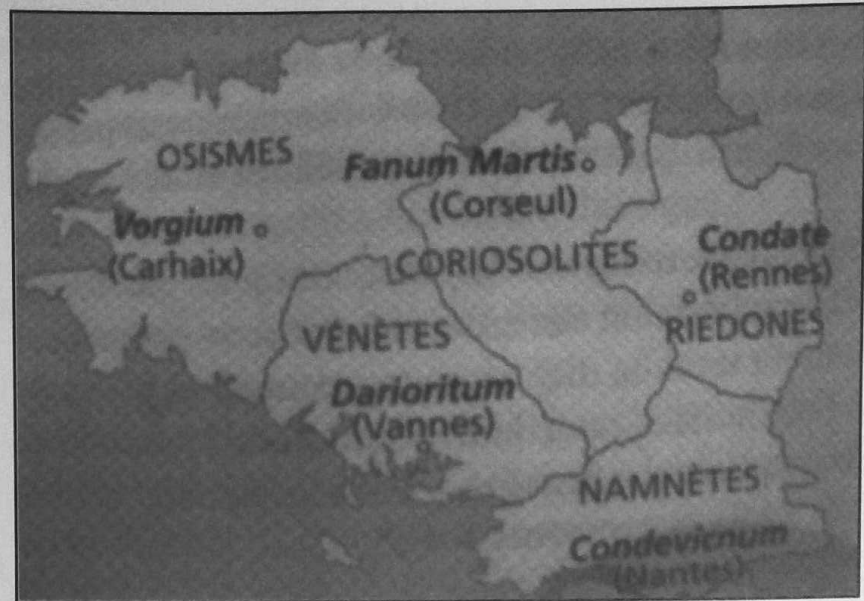 OSISMES
Fanum Martis
(Corseul)
Vorgium
(Carhaix)
CORIOSOLITES
Condate
(Rennes)
RIEDONES
VÉNÈTES
Darioritum
(Vannes)
NAMNÈTES
Condevicnum
(Nantes)